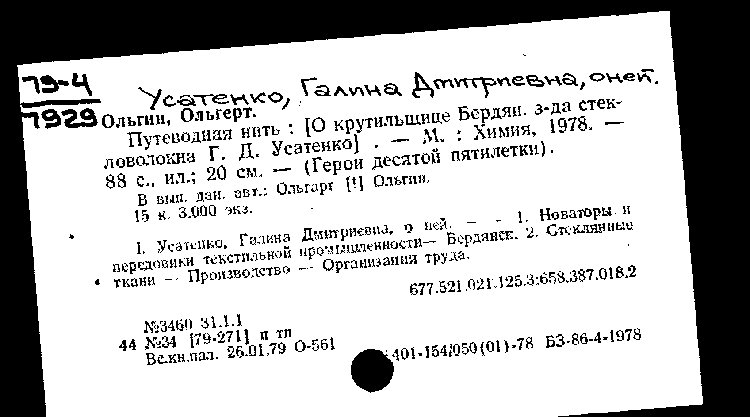 79-4
7929
Усатенко, Галина Дмитриевна, о ней.
Ольгин, Ольгерт.
Путеводная нить : [О крутильщице Бердян. з-да стек-
ловолокна Г. Д. Усатенко] . — М. : Химия, 1978. —
88 с., ил.; 20 см. — (Герои десятой пятилетки).
В вып. дан. авт.: Ольгарт [!] Ольгин.
15 к. 3.000 экз.
1. Усатенко, Галина Дмитриевна, о ней. — - 1. Новаторы и
передовики текстильной промышленности— Бердянск. 2. Стеклянные
ткани — Производство — Организация труда.
677.521.021.125.3:658.387.018.2
№3460 31.1.1
44 №34 [79-271] п тп
Вс.кн.пал. 26.01.79 О-561
401-154/050(01)-78 БЗ-86-4-1978